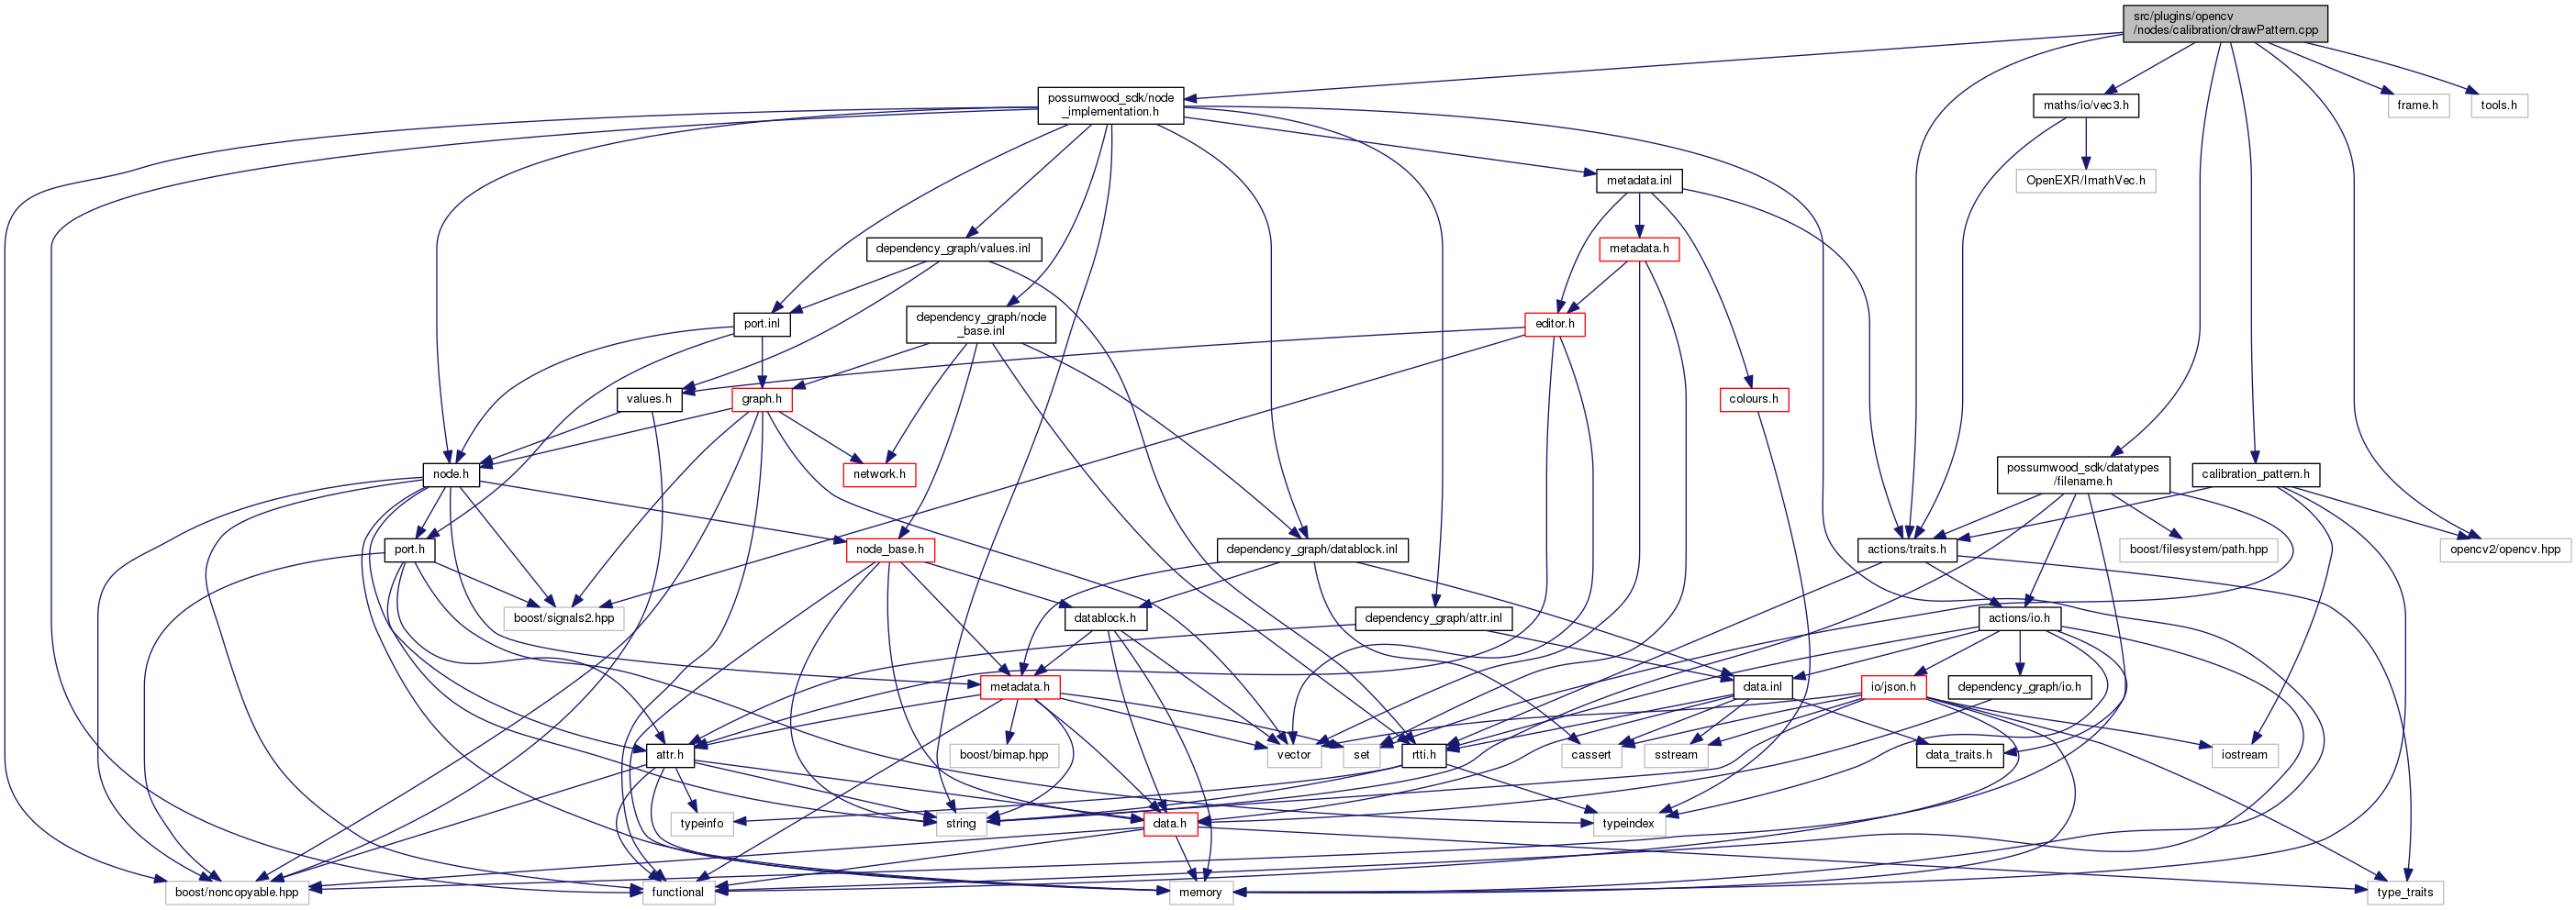 src/plugins/opencv
/nodes/calibration/drawPattern.cpp
possumwood_sdk/node
_implementation.h
maths/io/vec3.h
frame.h
tools.h
metadata.inl
OpenEXR/ImathVec.h
dependency_graph/values.inl
metadata.h
port.inl
dependency_graph/node
_base.inl
editor.h
values.h
graph.h
colours.h
node.h
network.h
possumwood_sdk/datatypes
/filename.h
calibration_pattern.h
port.h
node_base.h
dependency_graph/datablock.inl
actions/traits.h
boost/filesystem/path.hpp
opencv2/opencv.hpp
boost/signals2.hpp
datablock.h
dependency_graph/attr.inl
actions/io.h
metadata.h
data.inl
io/json.h
dependency_graph/io.h
attr.h
boost/bimap.hpp
vector
set
rtti.h
cassert
sstream
data_traits.h
iostream
typeinfo
string
data.h
typeindex
boost/noncopyable.hpp
functional
memory
type_traits